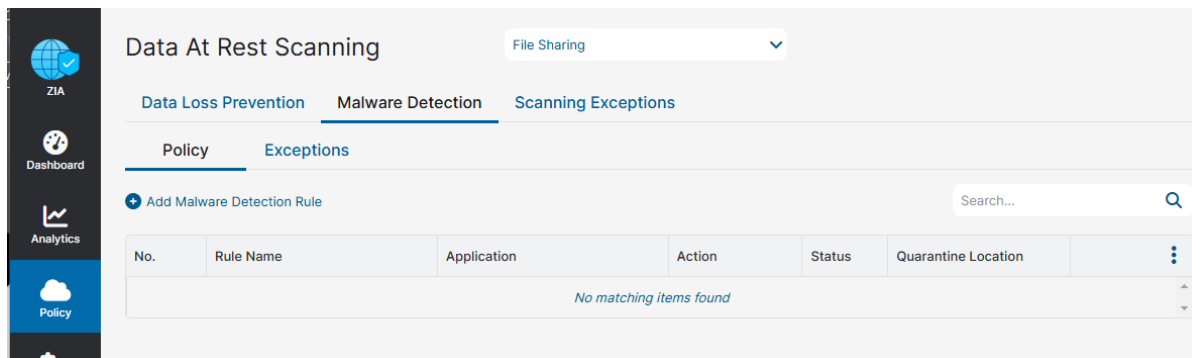 ZIA
Dashboard
Analytics
Policy
Data At Rest Scanning
File Sharing
Data Loss Prevention Malware Detection Scanning Exceptions
Policy Exceptions
Add Malware Detection Rule
Search...
No. Rule Name Application Action Status Quarantine Location
No matching items found